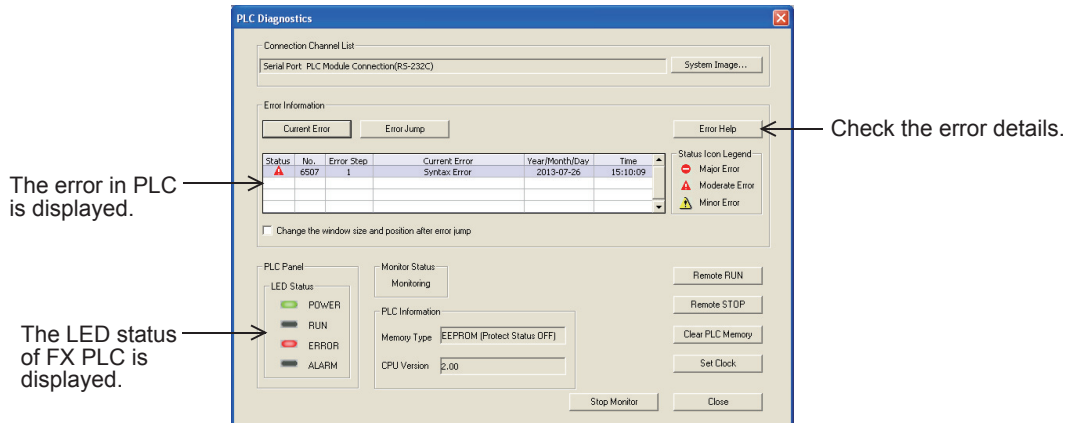 PLC Diagnostics
Connection Channel List
Serial Port PLC Module Connection(RS-232C)
System Image...
Error Information
Current Error
Error Jump
Error Help
Check the error details.
Status No. Error Step Current Error Year/Month/Day Time
6507 1 Syntax Error 2013-07-26 15:10:09
Status Icon Legend
Major Error
Moderate Error
Minor Error
The error in PLC
is displayed.
Change the window size and position after error jump
PLC Panel
LED Status
POWER
RUN
ERROR
ALARM
The LED status
of FX PLC is
displayed.
Monitor Status
Monitoring
PLC Information
Memory Type EEPROM (Protect Status OFF)
CPU Version 2.00
Remote RUN
Remote STOP
Clear PLC Memory
Set Clock
Stop Monitor
Close